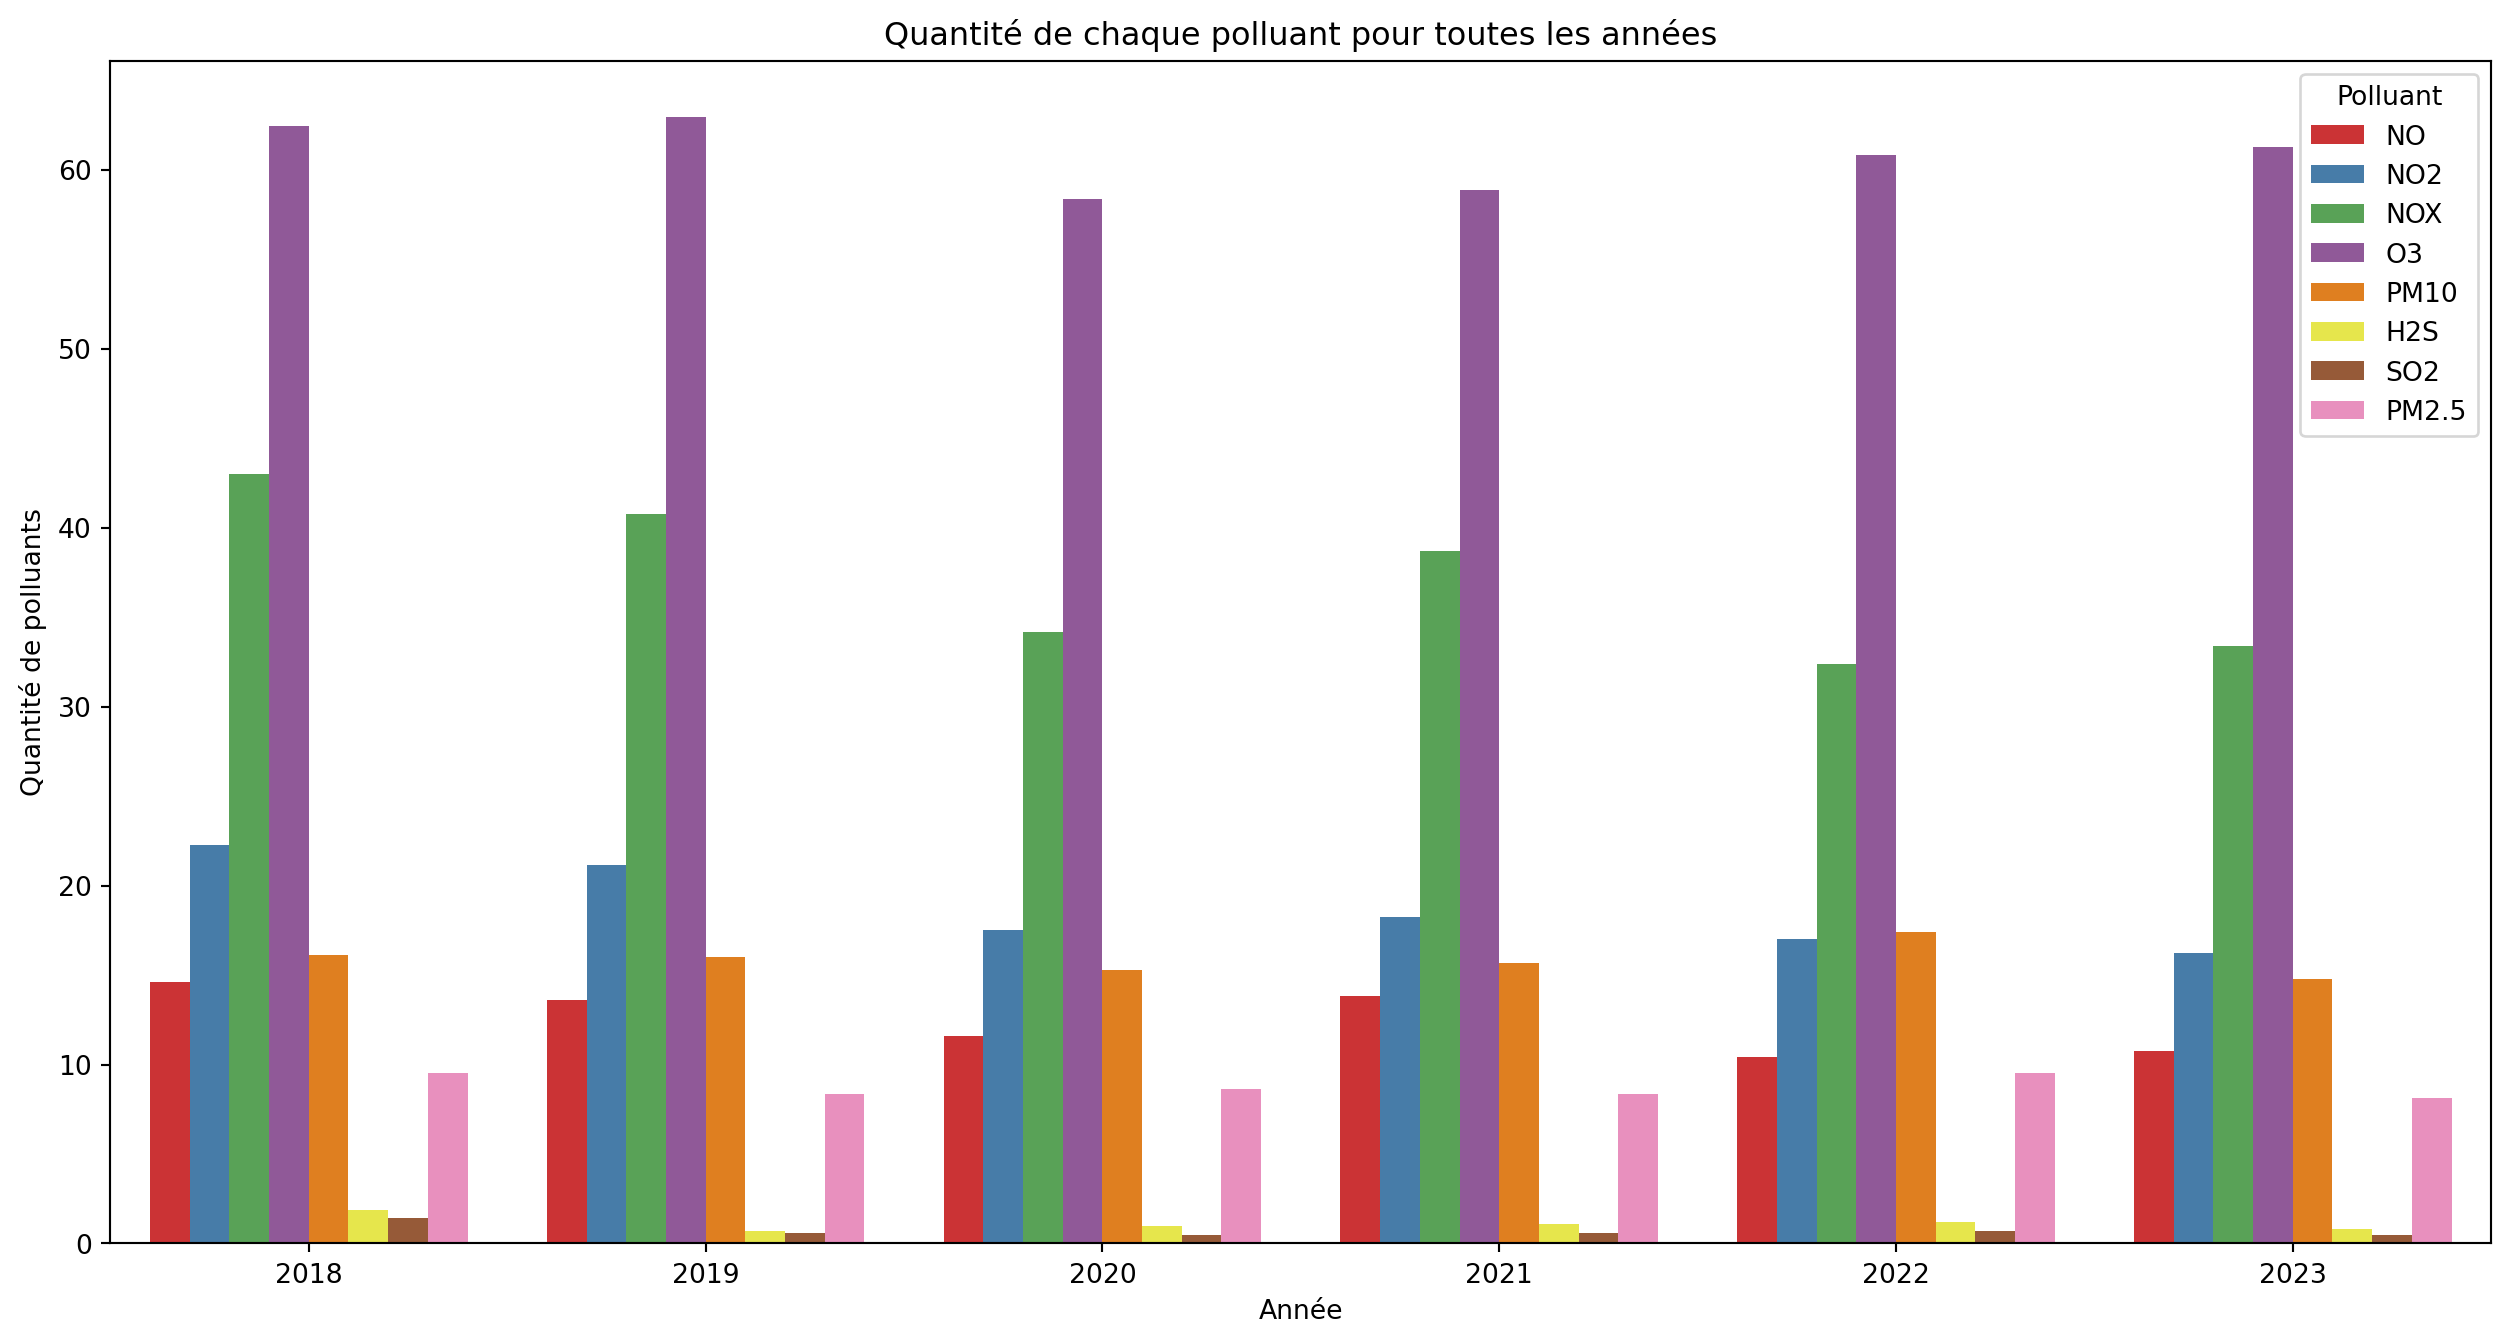 Quantité de chaque polluant pour toutes les années
Polluant
NO
NO2
NOX
O3
PM10
H2S
SO2
PM2.5
Quantité de polluants
60
50
40
30
20
10
0
2018 2019 2020 2021 2022 2023
Année